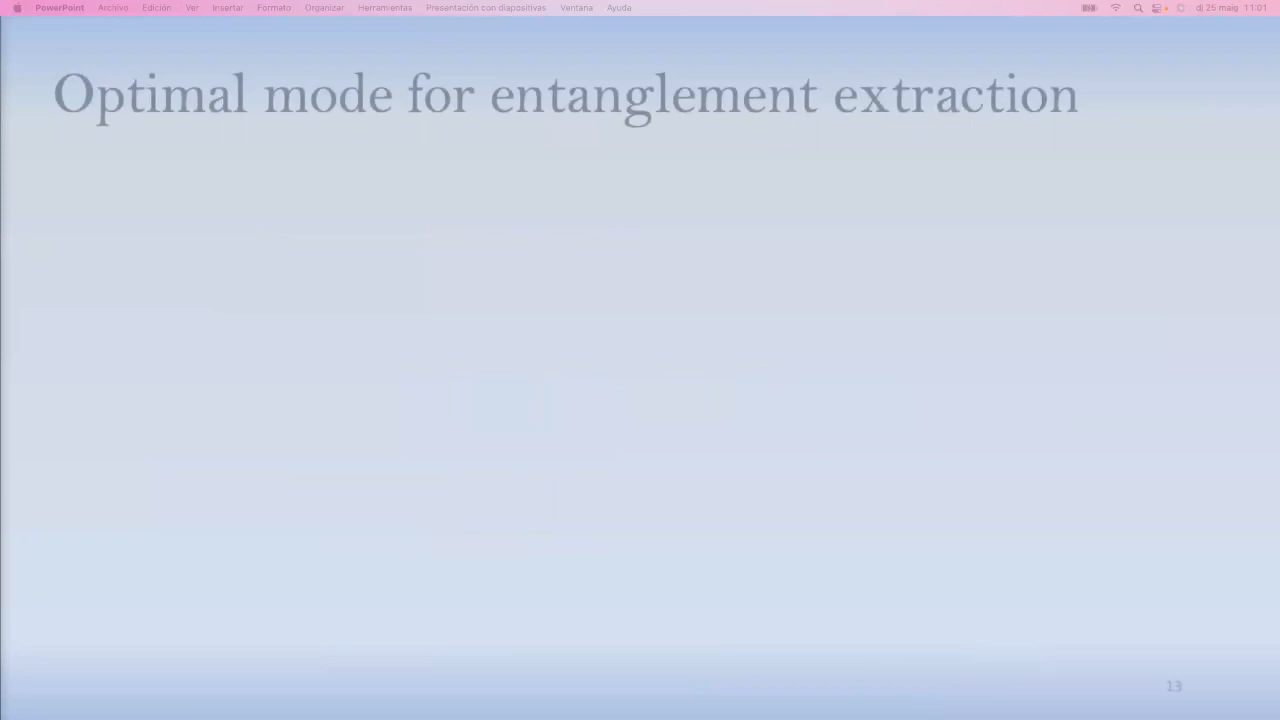 PowerPoint Archivo Edición Ver Insertar Formato Organizar Herramientas Presentación con diapositivas Ventana Ayuda dj 25 maig 11:01
Optimal mode for entanglement extraction
13